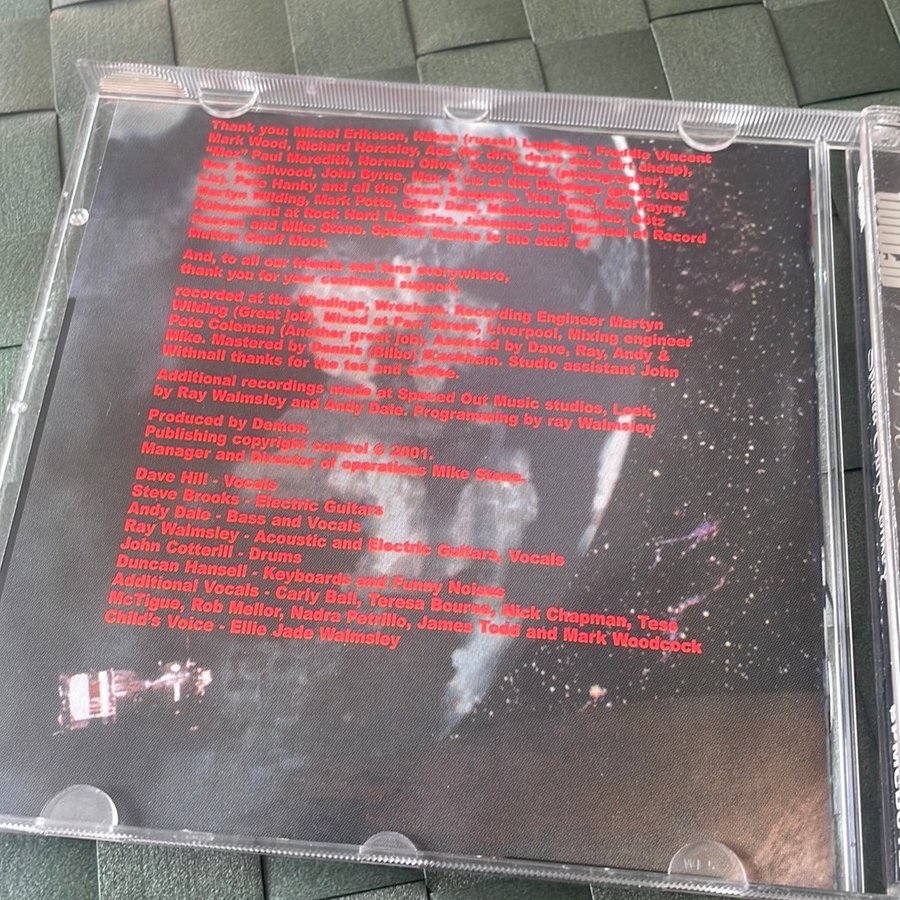 Thank you: Mikael Eriksson, Håkan (russel) Freddie Vincent
Mark Wood, Richard Horseley, Ace (for dirty deals done dirt cheap),
"Moz" Paul Meredith, Norman Peter (photographer),
Nav Smallwood, John Byrne, Max & Liz at the Windings (great food
Liz), Pete Hanky and all the usual suspects, The Payne,
Martyn Wilding, Mark Potts, Chris Dale, Madhouse Studios, Götz
at Rock Hard Magazine, Johannes and Michael at Record
Heaven and Mike Stone. Special thanks to the staff of
Mutton Chuff Moor.
And, to all our friends and fans everywhere,
thank you for your continued support.
recorded at the Windings, Wrexham. Recording Engineer Martyn
Wilding (Great job). Mixed at Parr Street, Liverpool, Mixing engineer
Pete Coleman (Another great job). Assisted by Dave, Ray, Andy &
Mike. Mastered by Dennis (Bilbo) Blackham. Studio assistant John
Withnall thanks for the tea and coffee.
Additional recordings made at Spaced Out Music studios, Leek,
by Ray Walmsley and Andy Dale. Programming by ray Walmsley
Produced by Demon.
Publishing copyright control © 2001.
Manager and Director of operations Mike Stone.
Dave Hill - Vocals
Steve Brooks - Electric Guitars
Andy Dale - Bass and Vocals
Ray Walmsley - Acoustic and Electric Guitars, Vocals
John Cotterill - Drums
Duncan Hansell - Keyboards and Funny Noises
Additional Vocals - Carly Ball, Teresa Bourne, Nick Chapman, Tess
McTigue, Rob Mellor, Nadra Petrillo, James Todd and Mark Woodcock
Child's Voice - Ellie Jade Walmsley